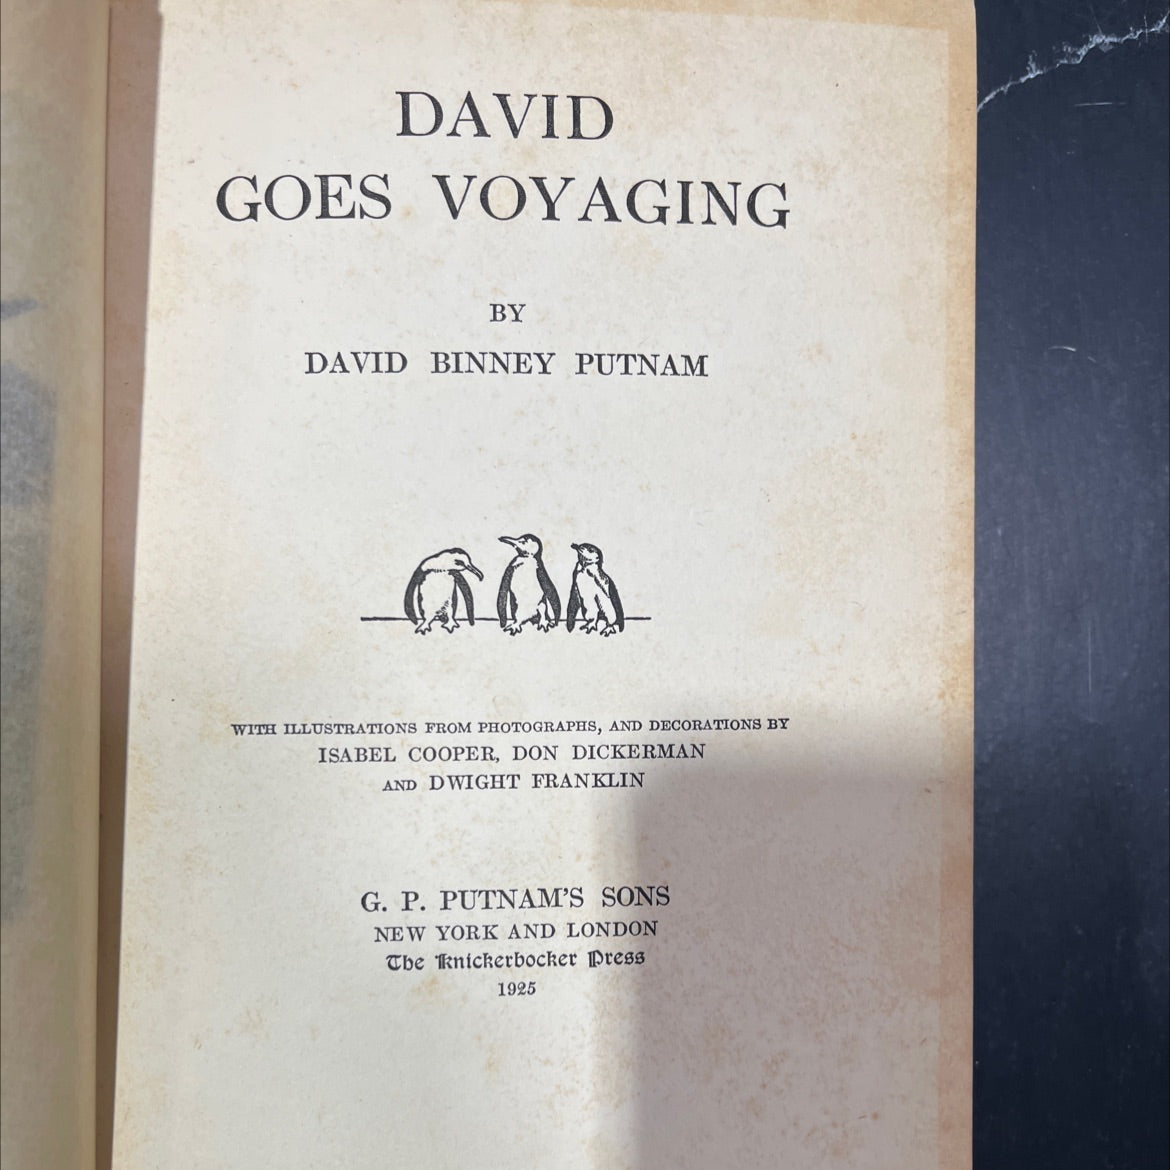 DAVID
GOES VOYAGING
BY
DAVID BINNEY PUTNAM
WITH ILLUSTRATIONS FROM PHOTOGRAPHS, AND DECORATIONS BY
ISABEL COOPER, DON DICKERMAN
AND DWIGHT FRANKLIN
G. P. PUTNAM'S SONS
NEW YORK AND LONDON
The Knickerbocker Press
1925